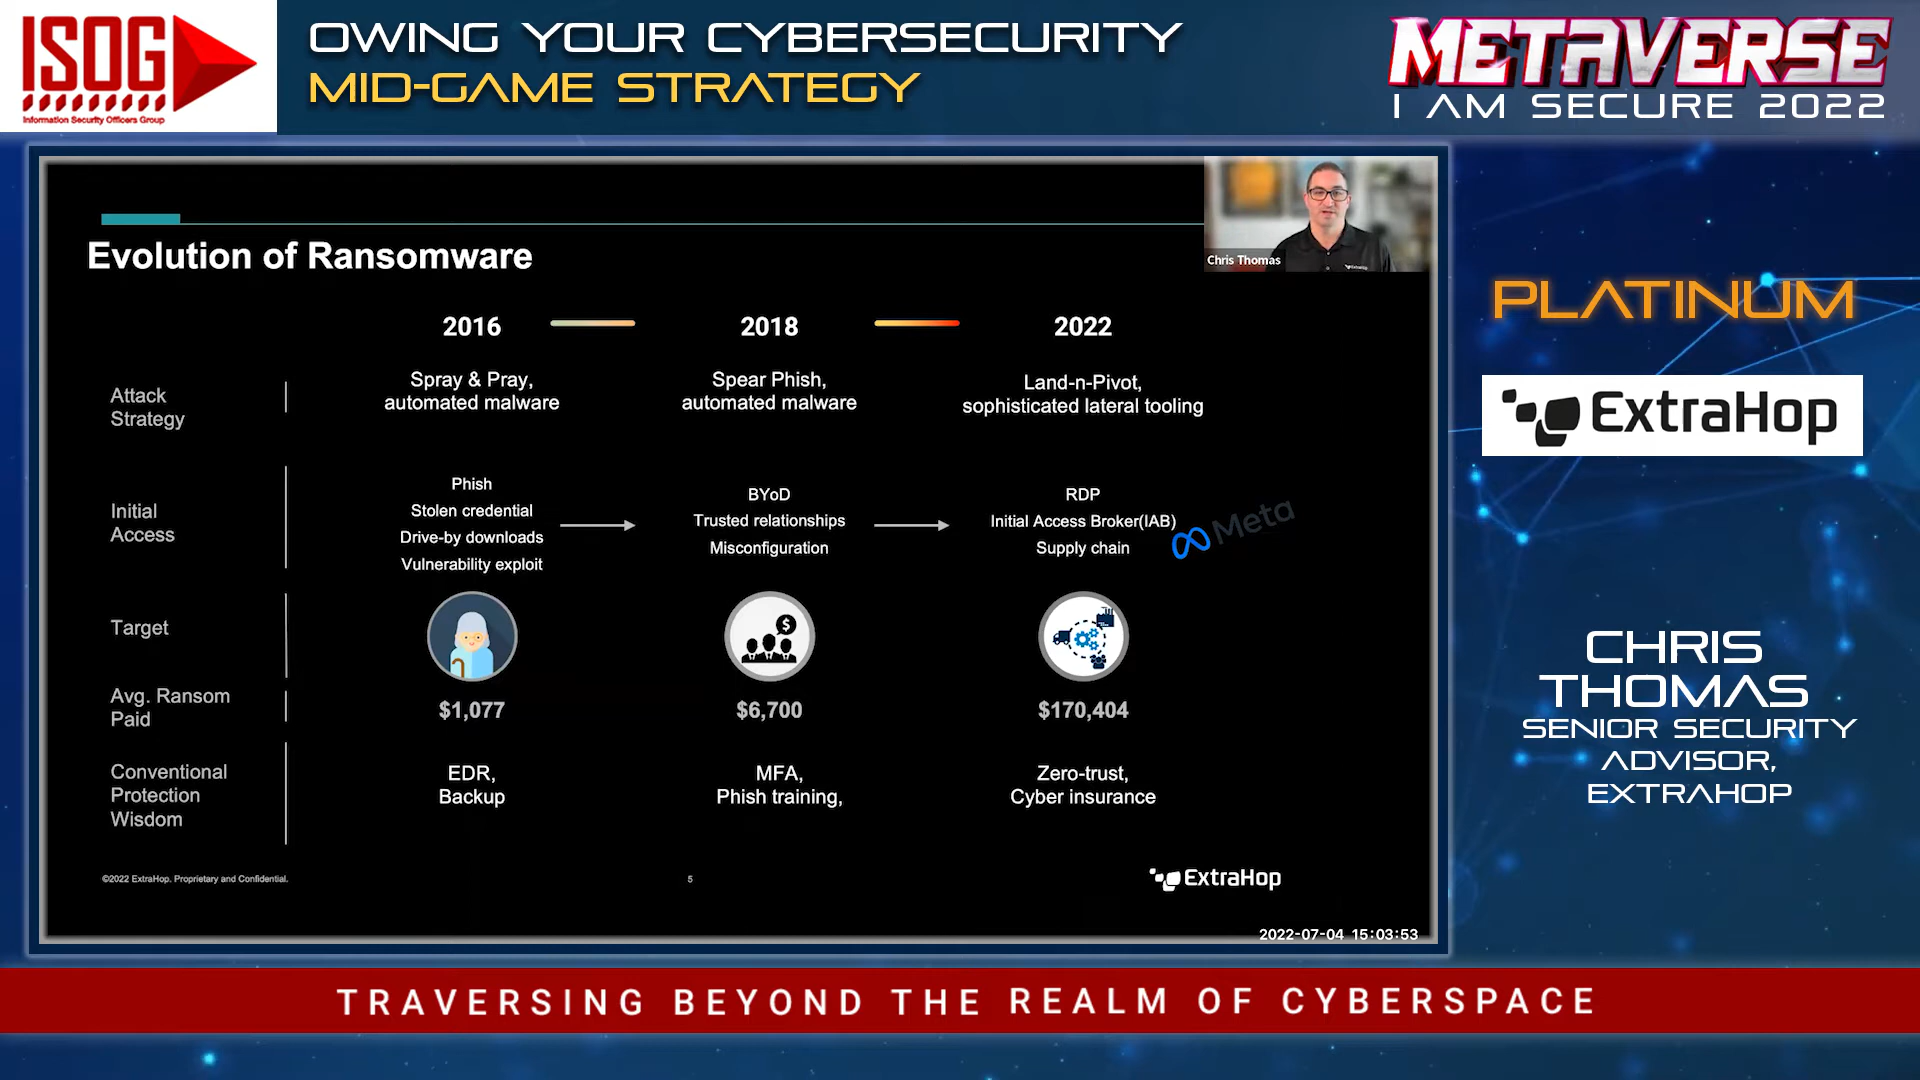 ISOG
Information Security Officers Group
OWING YOUR CYBERSECURITY
MID-GAME STRATEGY
METAVERSE
I AM SECURE 2022
Chris Thomas
Evolution of Ransomware
2016
2018
2022
Attack
Strategy
Spray & Pray,
automated malware
Spear Phish,
automated malware
Land-n-Pivot,
sophisticated lateral tooling
Initial
Access
Phish
Stolen credential
Drive-by downloads
Vulnerability exploit
BYoD
Trusted relationships
Misconfiguration
RDP
Initial Access Broker(IAB)
Supply chain
Meta
Target
$
Avg. Ransom
Paid
$1,077
$6,700
$170,404
Conventional
Protection
Wisdom
EDR,
Backup
MFA,
Phish training,
Zero-trust,
Cyber insurance
©2022 ExtraHop. Proprietary and Confidential.
5
ExtraHop
2022-07-04 15:03:53
PLATINUM
ExtraHop
CHRIS
THOMAS
SENIOR SECURITY
ADVISOR,
EXTRAHOP
TRAVERSING BEYOND THE REALM OF CYBERSPACE